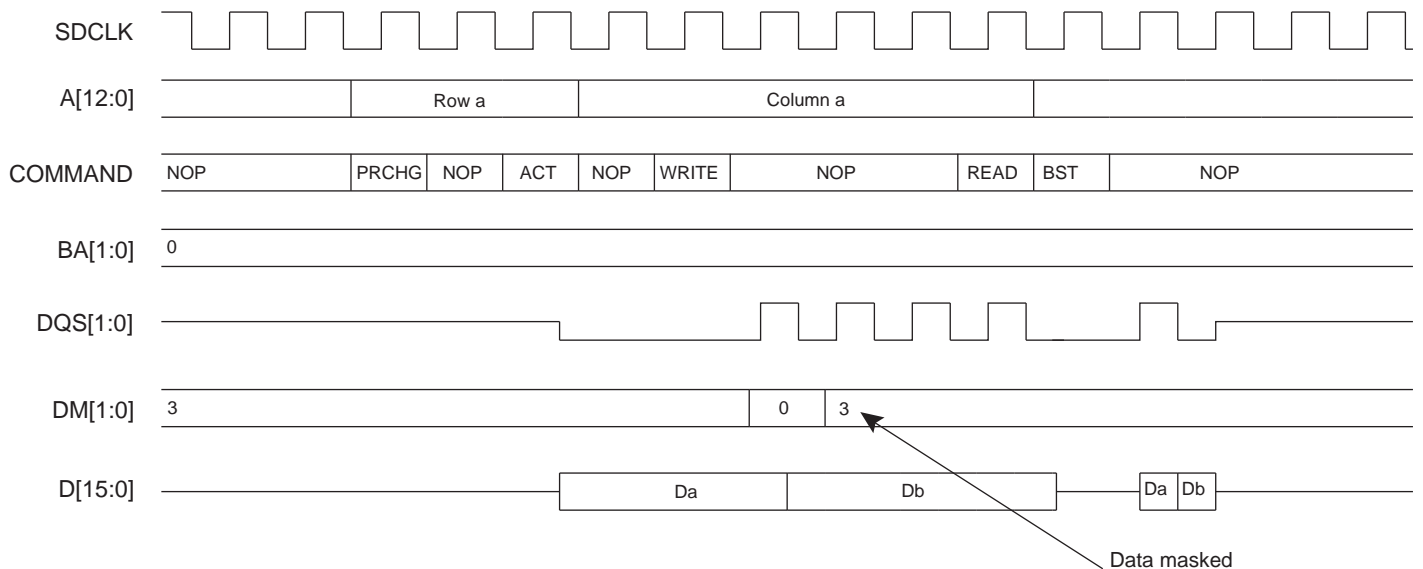 SDCLK
A[12:0] Row a Column a
COMMAND NOP PRCHG NOP ACT NOP WRITE NOP READ BST NOP
BA[1:0] 0
DQS[1:0]
DM[1:0] 3 0 3
D[15:0] Da Db Da Db
Data masked